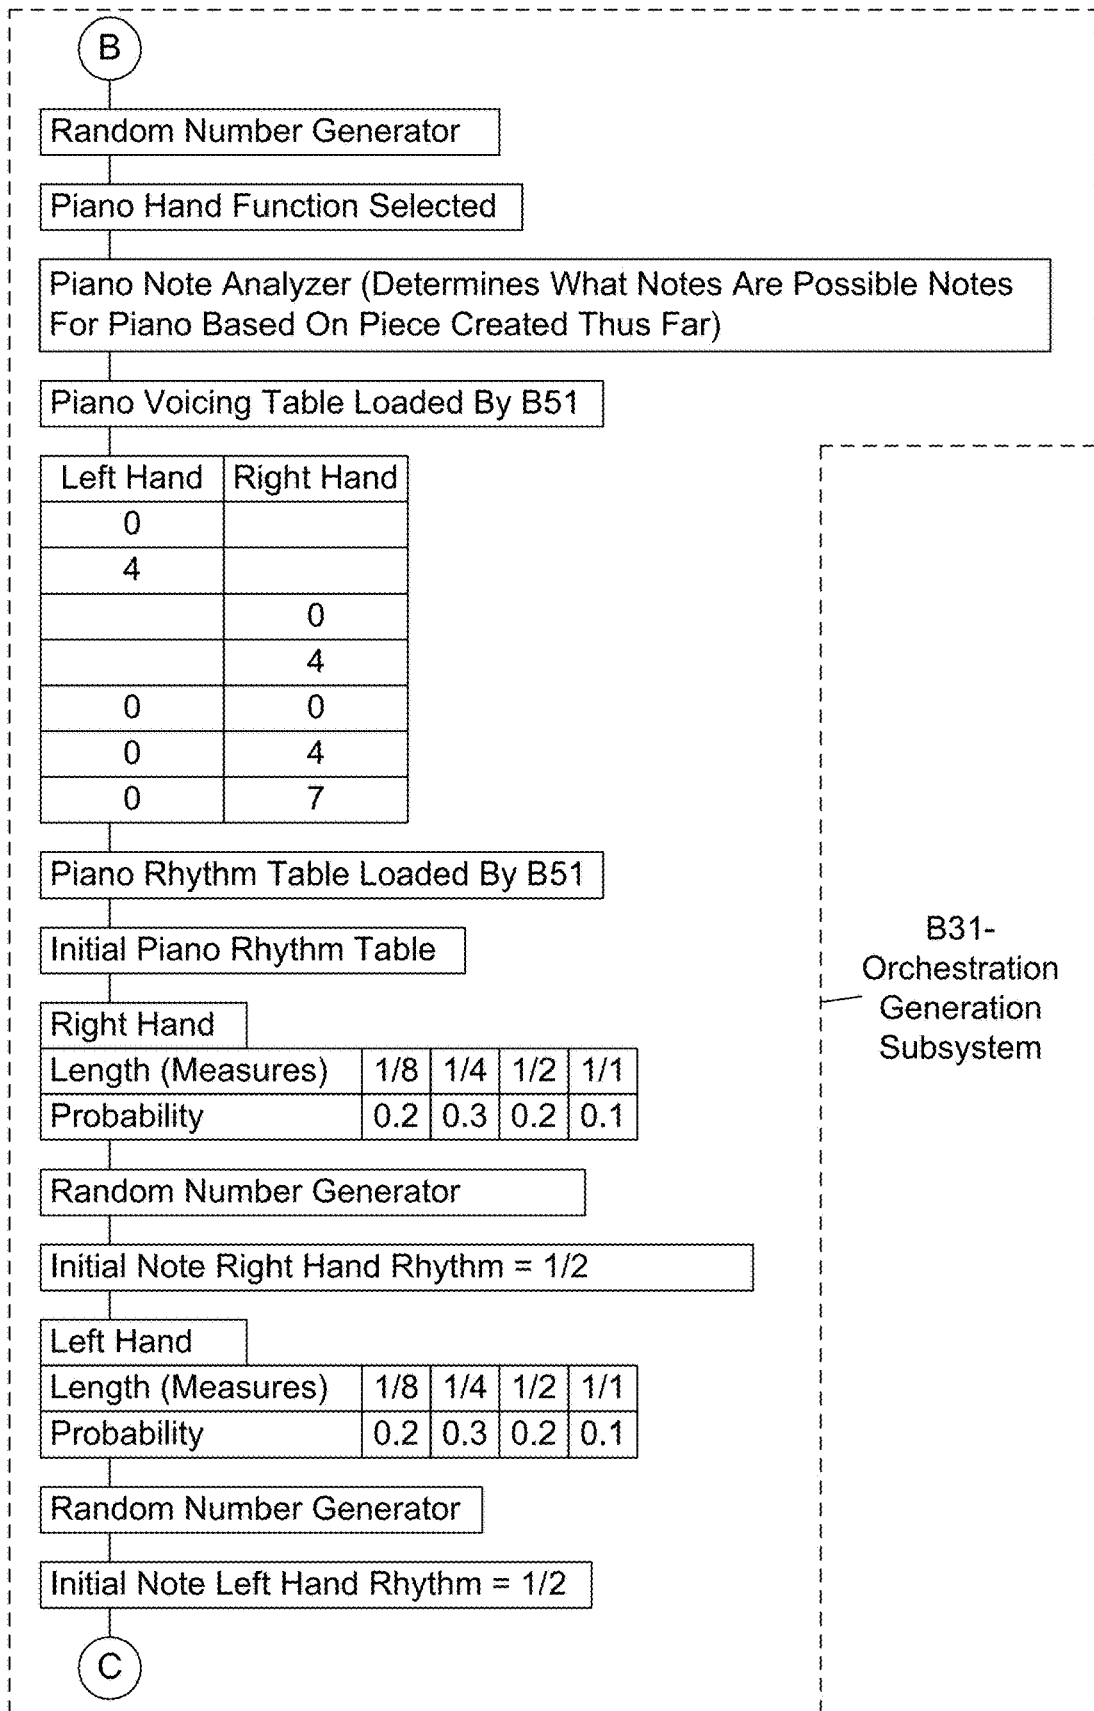 B
Random Number Generator
Piano Hand Function Selected
Piano Note Analyzer (Determines What Notes Are Possible Notes
For Piano Based On Piece Created Thus Far)
Piano Voicing Table Loaded By B51
Left Hand Right Hand
0
4
0
4
0 0
0 4
0 7
Piano Rhythm Table Loaded By B51
Initial Piano Rhythm Table
Right Hand
Length (Measures) 1/8 1/4 1/2 1/1
Probability 0.2 0.3 0.2 0.1
Random Number Generator
Initial Note Right Hand Rhythm = 1/2
Left Hand
Length (Measures) 1/8 1/4 1/2 1/1
Probability 0.2 0.3 0.2 0.1
Random Number Generator
Initial Note Left Hand Rhythm = 1/2
C
B31-
Orchestration
Generation
Subsystem